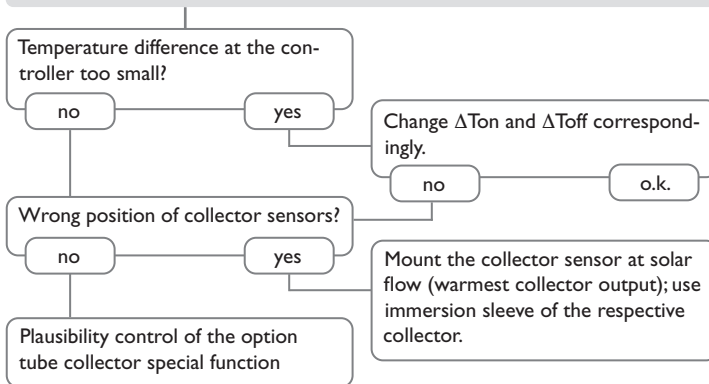 Temperature difference at the con-
troller too small?
no
yes
Change ΔTon and ΔToff correspond-
ingly.
no
o.k.
Wrong position of collector sensors?
no
yes
Mount the collector sensor at solar
flow (warmest collector output); use
immersion sleeve of the respective
collector.
Plausibility control of the option
tube collector special function